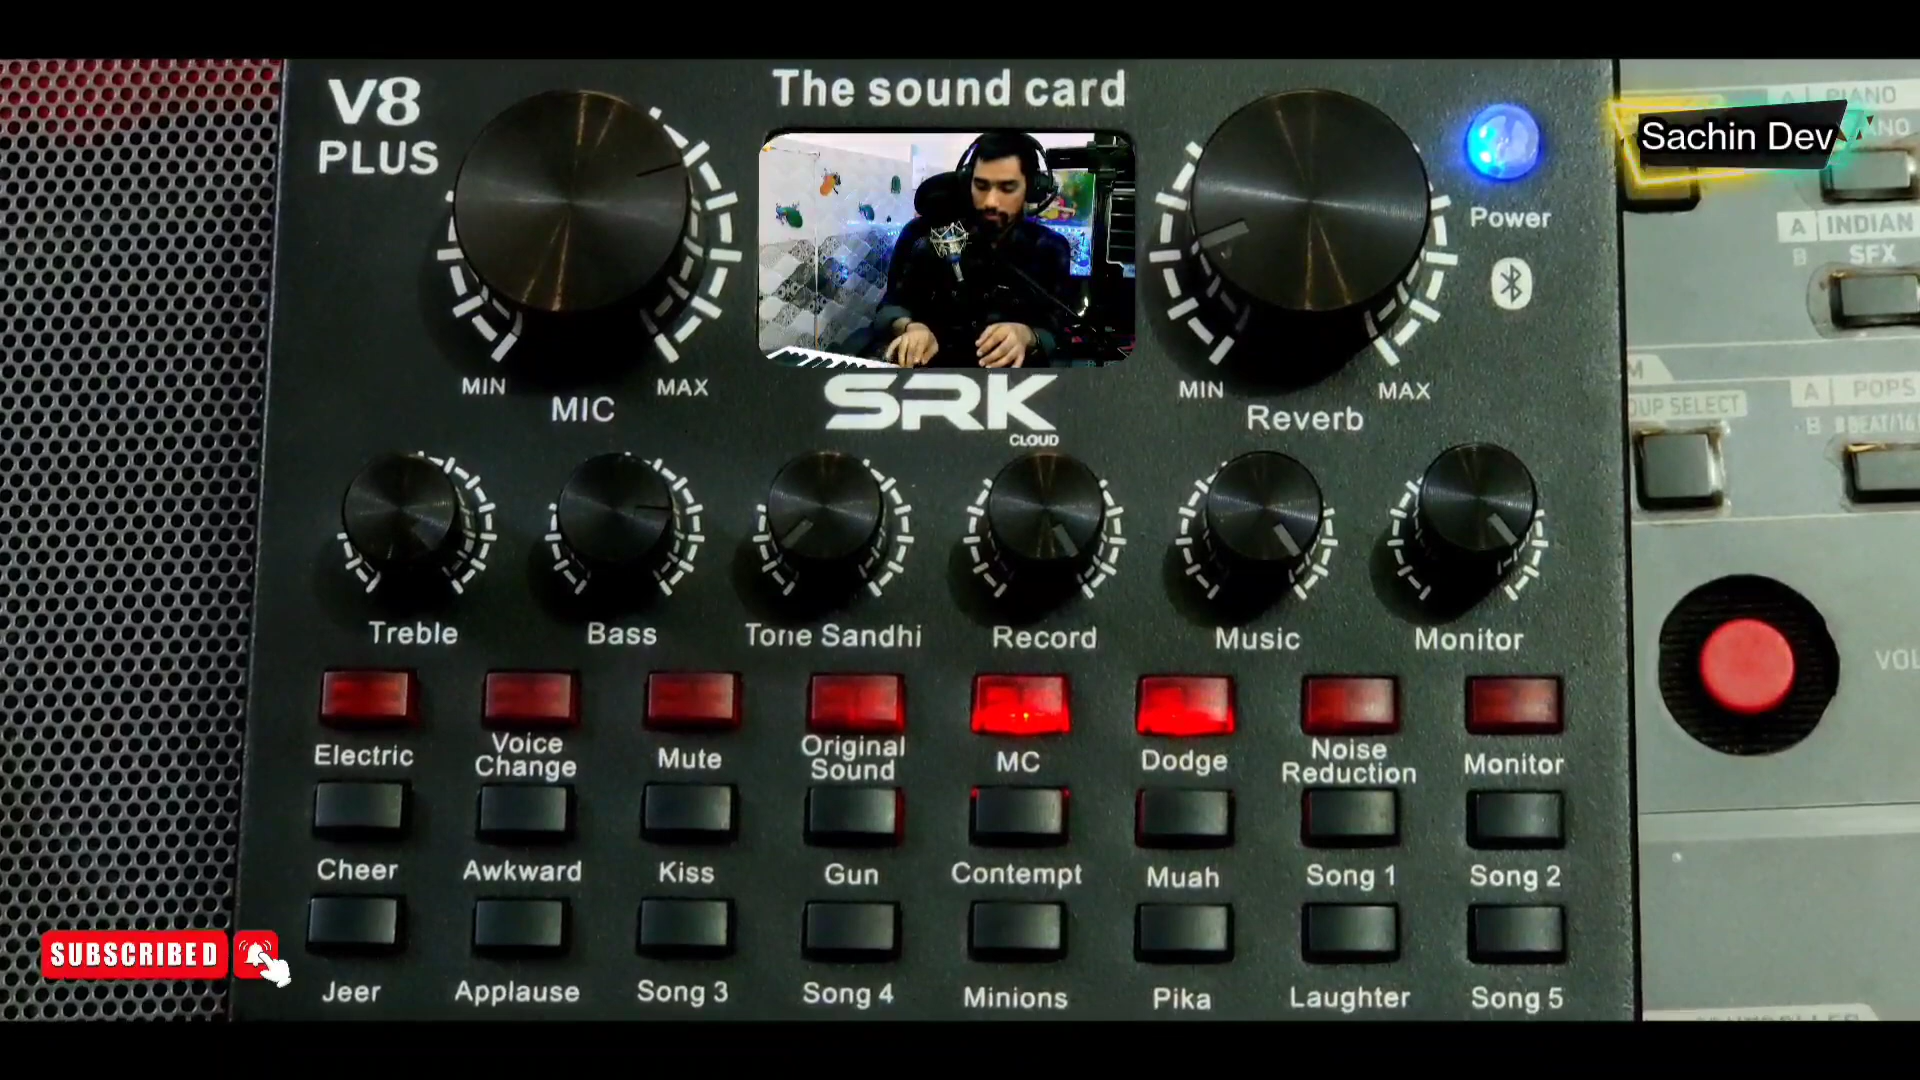 V8
PLUS
The sound card
Sachin Dev
Power
MIN
MAX
MIC
SRK
CLOUD
MIN
MAX
Reverb
A PIANO
A INDIAN
B SFX
A POPS
B
OUP SELECT
VOL
Treble
Bass
Tone Sandhi
Record
Music
Monitor
Electric
Voice
Change
Mute
Original
Sound
MC
Dodge
Noise
Reduction
Monitor
Cheer
Awkward
Kiss
Gun
Contempt
Muah
Song 1
Song 2
SUBSCRIBED
Jeer
Applause
Song 3
Song 4
Minions
Pika
Laughter
Song 5